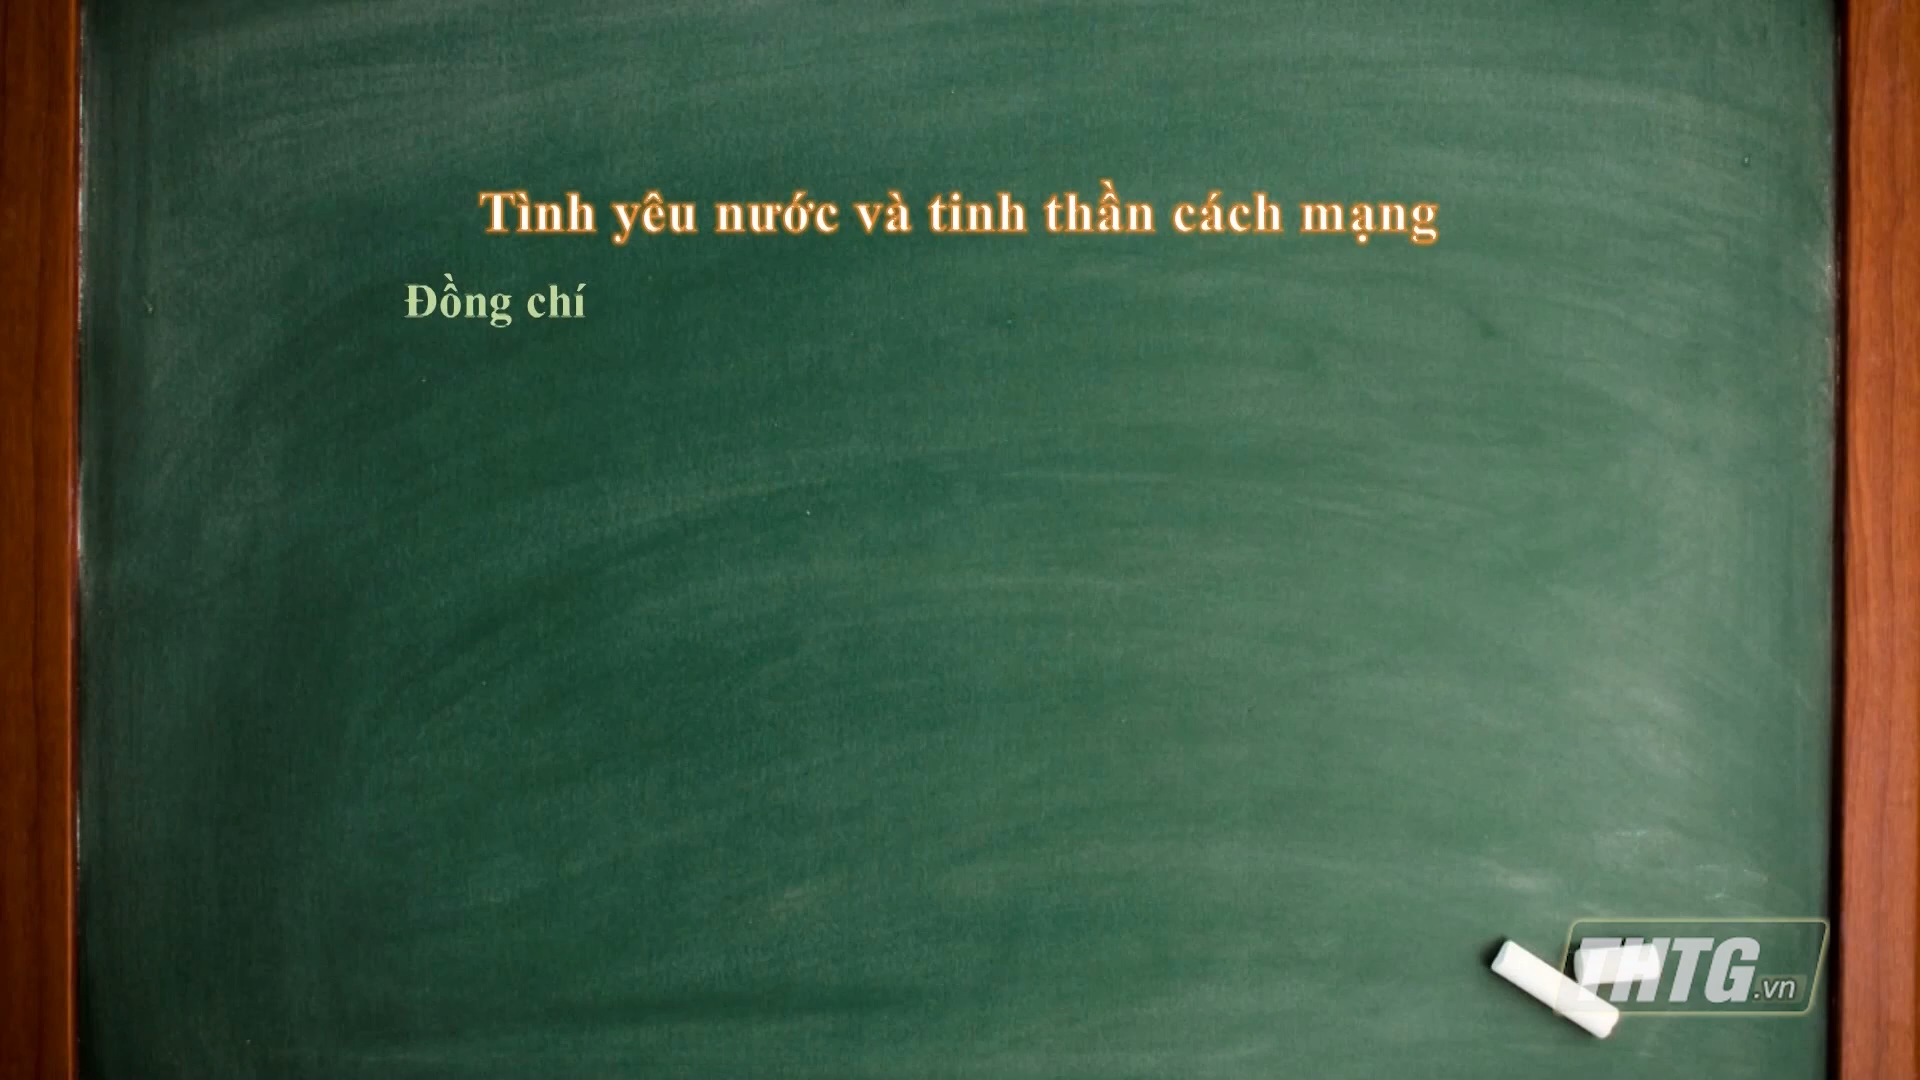 Tình yêu nước và tinh thần cách mạng
Đồng chí
THTG.vn